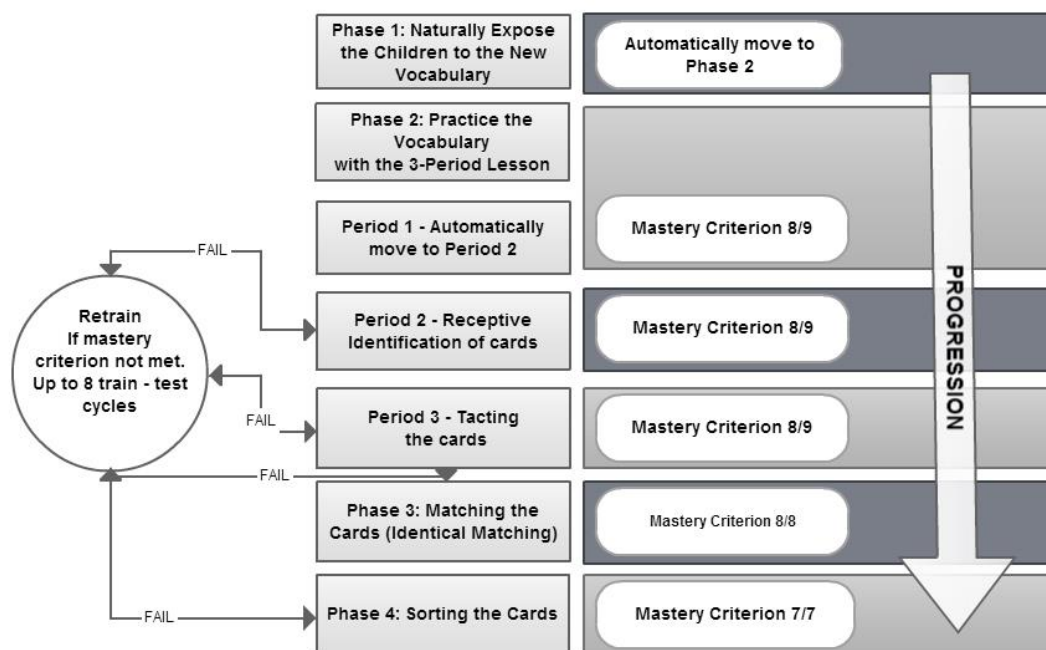 Phase 1: Naturally Expose
the Children to the New
Vocabulary
Automatically move to
Phase 2
Phase 2: Practice the
Vocabulary
with the 3-Period Lesson
Period 1 - Automatically
move to Period 2
Mastery Criterion 8/9
FAIL
Retrain
If mastery
criterion not met.
Up to 8 train - test
cycles
Period 2 - Receptive
Identification of cards
Mastery Criterion 8/9
FAIL
Period 3 - Tacting
the cards
Mastery Criterion 8/9
FAIL
Phase 3: Matching the
Cards (Identical Matching)
Mastery Criterion 8/8
FAIL
Phase 4: Sorting the Cards
Mastery Criterion 7/7
PROGRESSION